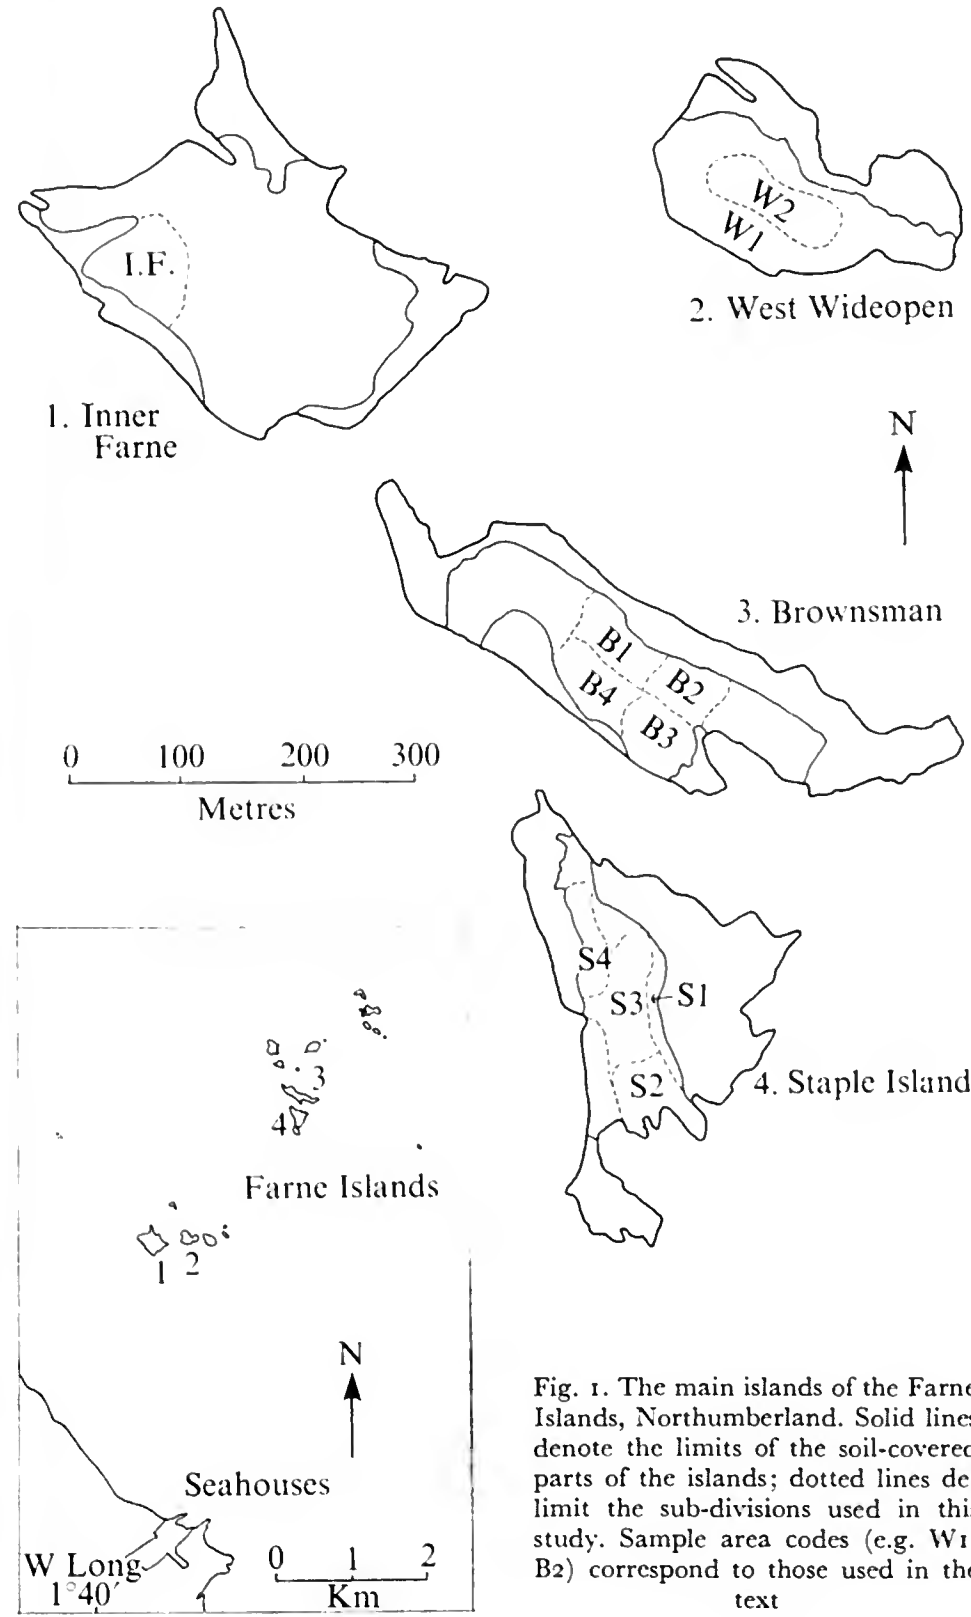 I.F.
1. Inner
Farne
W2
W1
2. West Wideopen
N
3. Brownsman
B1
B2
B4
B3
0 100 200 300
Metres
S4
S3
S1
S2
4. Staple Island
3
4
Farne Islands
1
2
N
Seahouses
W Long
1°40′
0 1 2
Km
Fig. 1. The main islands of the Farne
Islands, Northumberland. Solid lines
denote the limits of the soil-covered
parts of the islands; dotted lines de-
limit the sub-divisions used in this
study. Sample area codes (e.g. W1
B2) correspond to those used in the
text